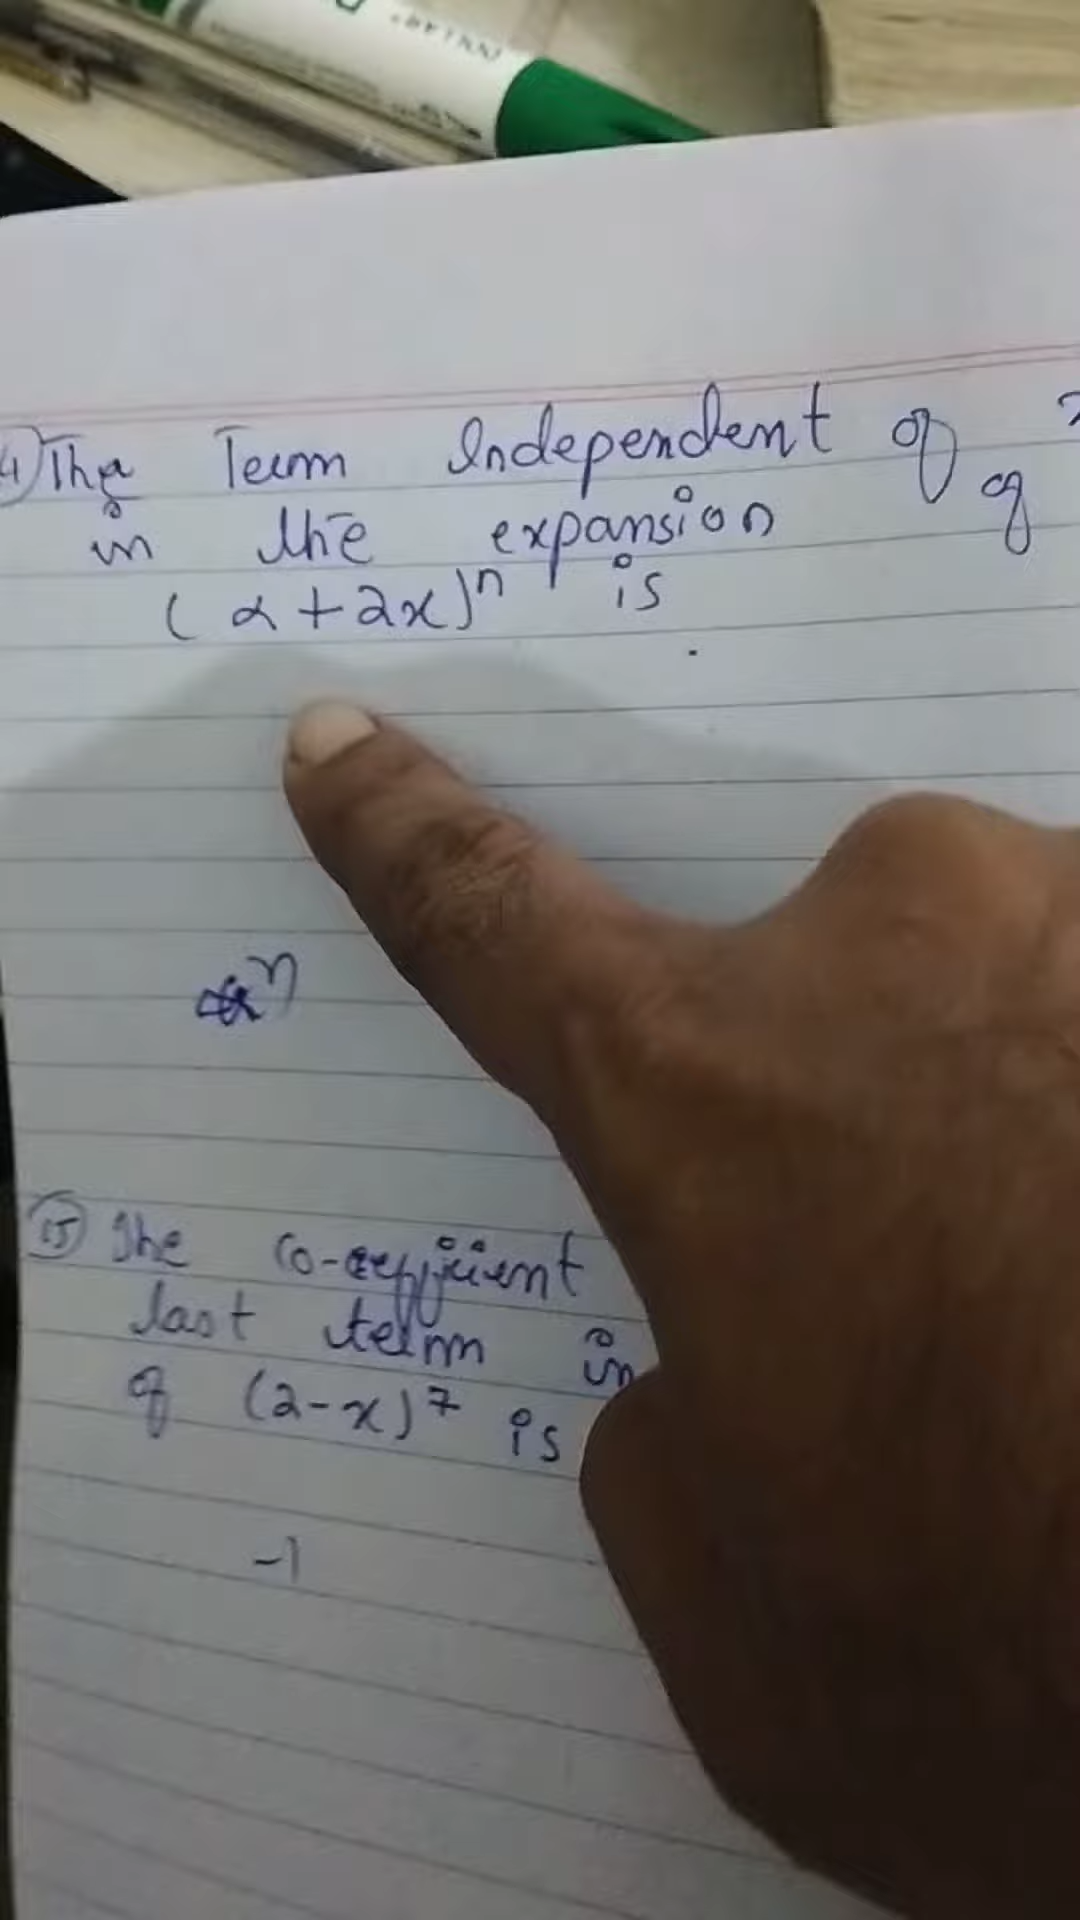 The Term Independent of
in the expansion of
(α+2x)ⁿ is
15 The co-efficient
last term in
of (2-x)⁷ is
-1